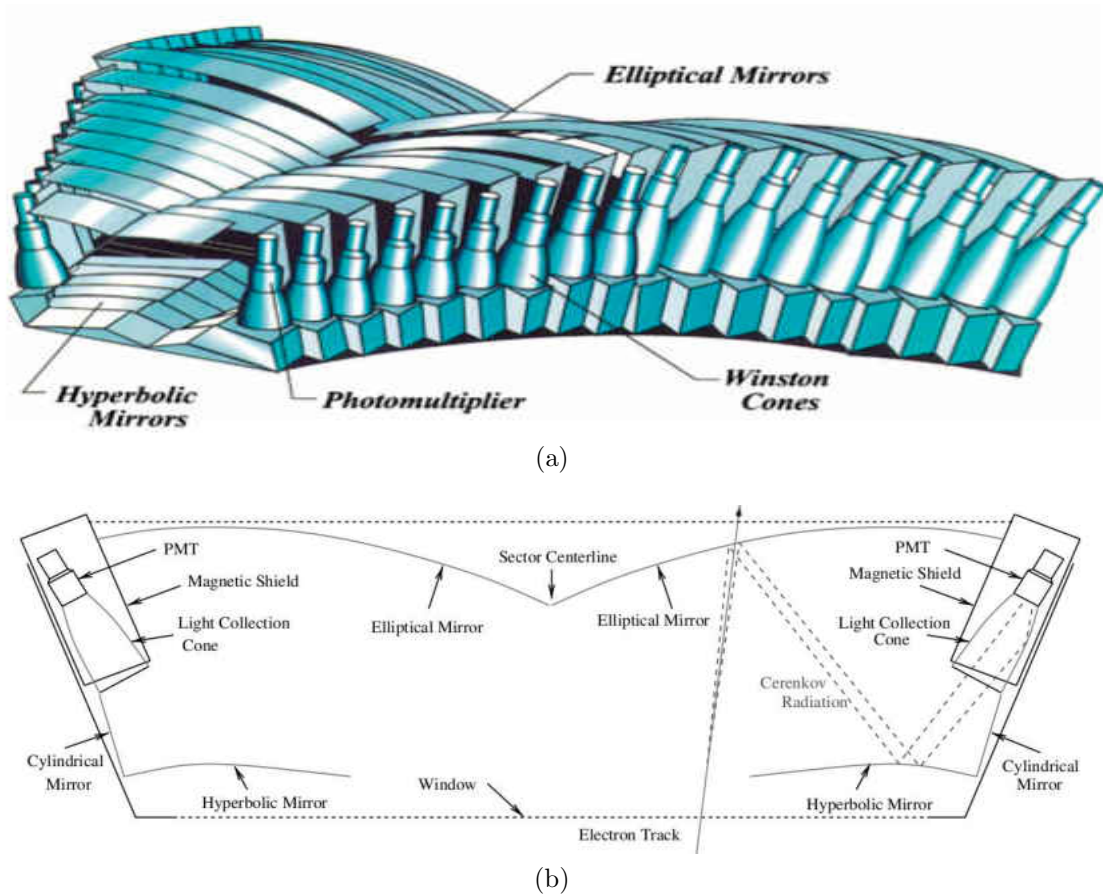 Elliptical Mirrors
Hyperbolic
Mirrors
Photomultiplier
Winston
Cones
(a)
PMT
Magnetic Shield
Light Collection
Cone
Cylindrical
Mirror
Hyperbolic Mirror
Elliptical Mirror
Sector Centerline
Elliptical Mirror
Window
Electron Track
Cerenkov
Radiation
PMT
Magnetic Shield
Light Collection
Cone
Cylindrical
Mirror
Hyperbolic Mirror
(b)